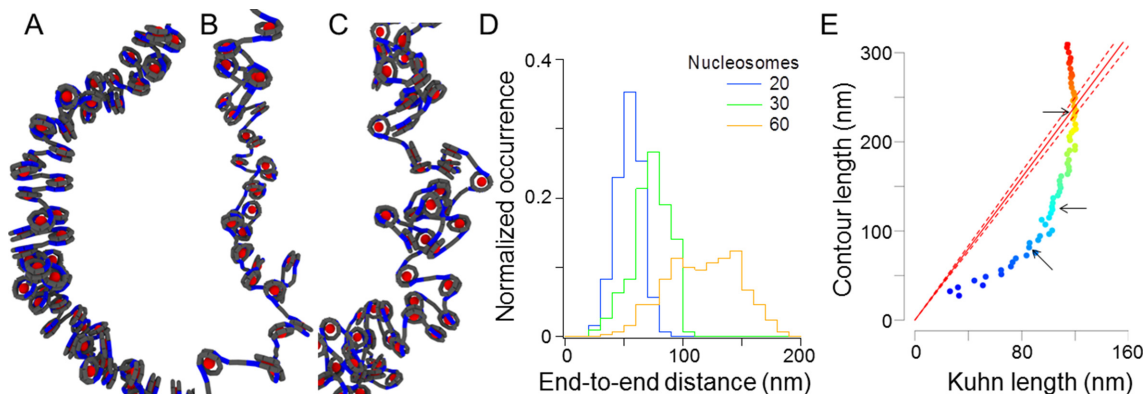 A
B
C
D
E
Normalized occurrence
0.4
0.2
0
Nucleosomes
20
30
60
0
100
200
End-to-end distance (nm)
Contour length (nm)
300
200
100
0
0
80
160
Kuhn length (nm)